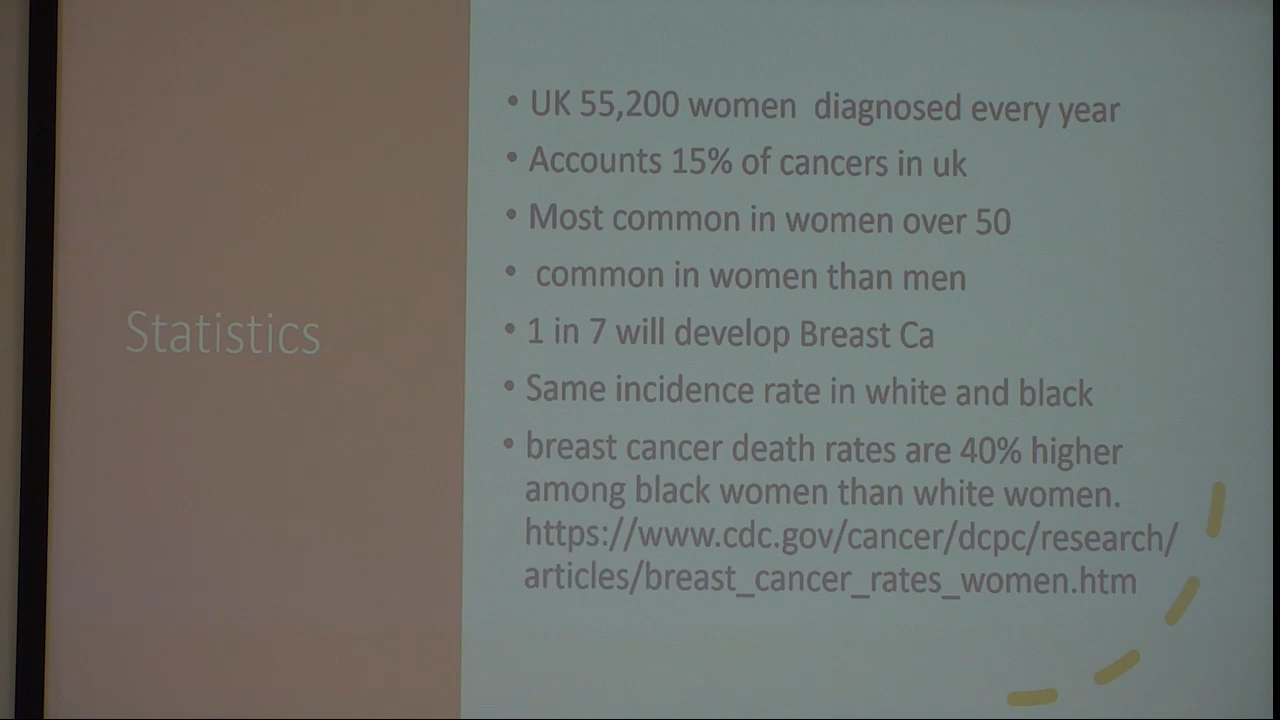 Statistics
• UK 55,200 women diagnosed every year
• Accounts 15% of cancers in uk
• Most common in women over 50
• common in women than men
• 1 in 7 will develop Breast Ca
• Same incidence rate in white and black
• breast cancer death rates are 40% higher
among black women than white women.
https://www.cdc.gov/cancer/dcpc/research/
articles/breast_cancer_rates_women.htm